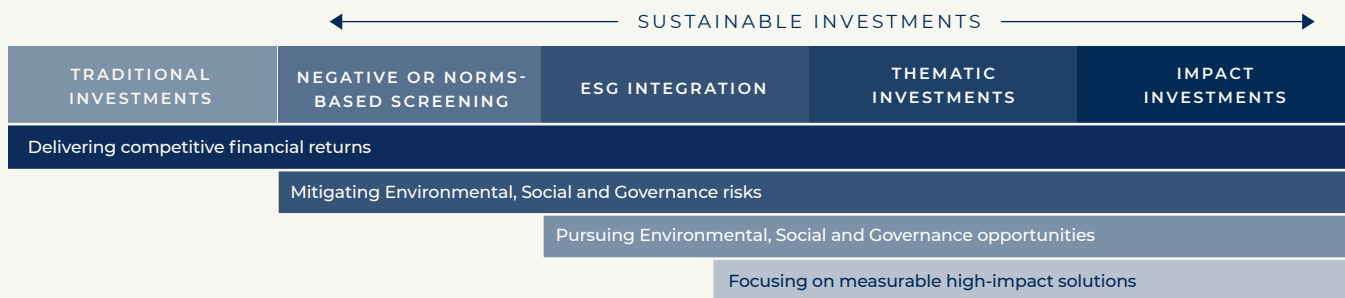 SUSTAINABLE INVESTMENTS
TRADITIONAL
INVESTMENTS
NEGATIVE OR NORMS-
BASED SCREENING
ESG INTEGRATION
THEMATIC
INVESTMENTS
IMPACT
INVESTMENTS
Delivering competitive financial returns
Mitigating Environmental, Social and Governance risks
Pursuing Environmental, Social and Governance opportunities
Focusing on measurable high-impact solutions